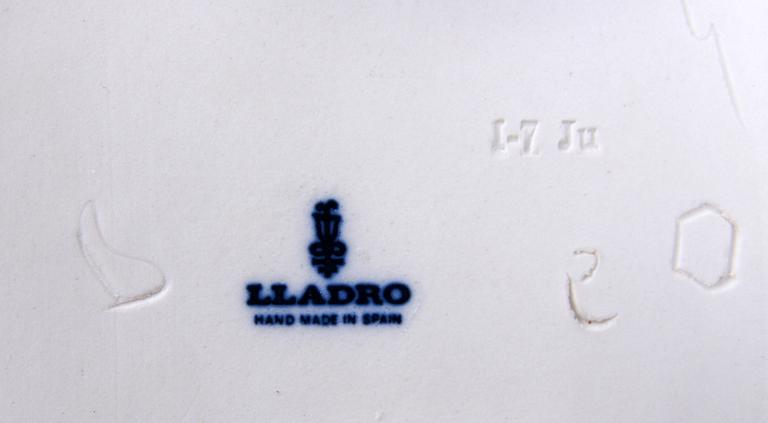 I-7 Ju
LLADRO
HAND MADE IN SPAIN